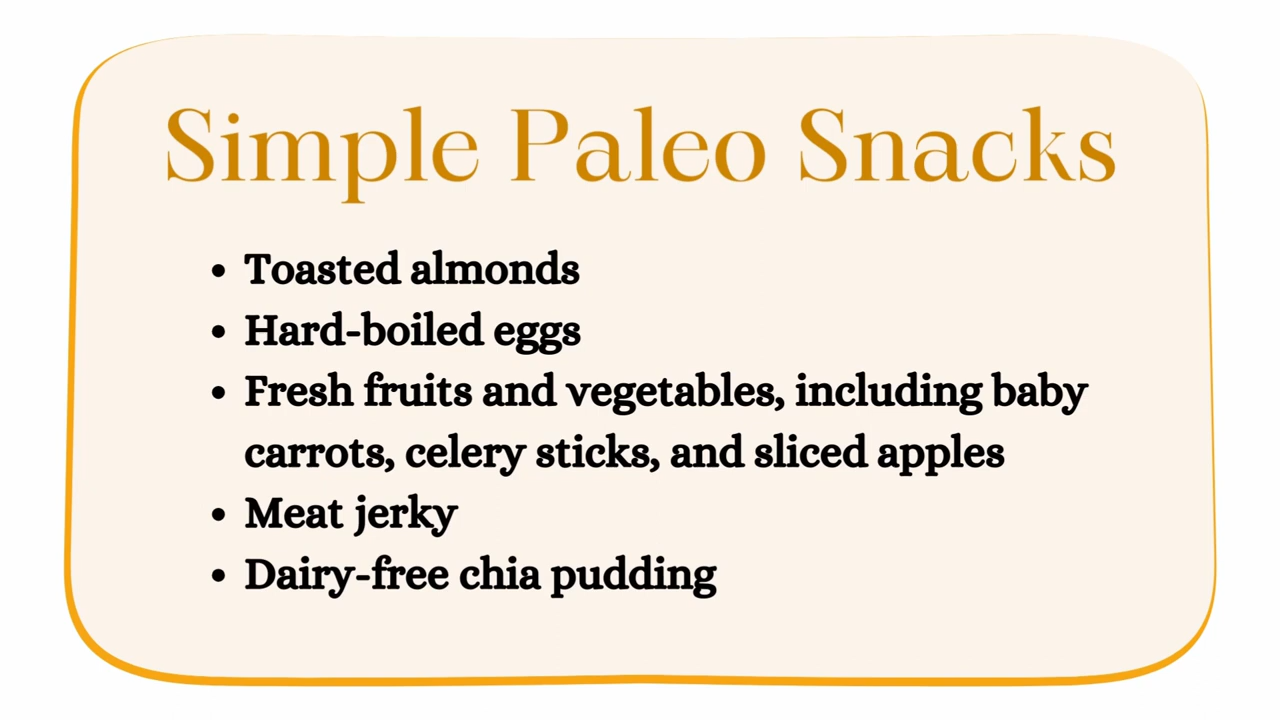 Simple Paleo Snacks
• Toasted almonds
• Hard-boiled eggs
• Fresh fruits and vegetables, including baby
carrots, celery sticks, and sliced apples
• Meat jerky
• Dairy-free chia pudding